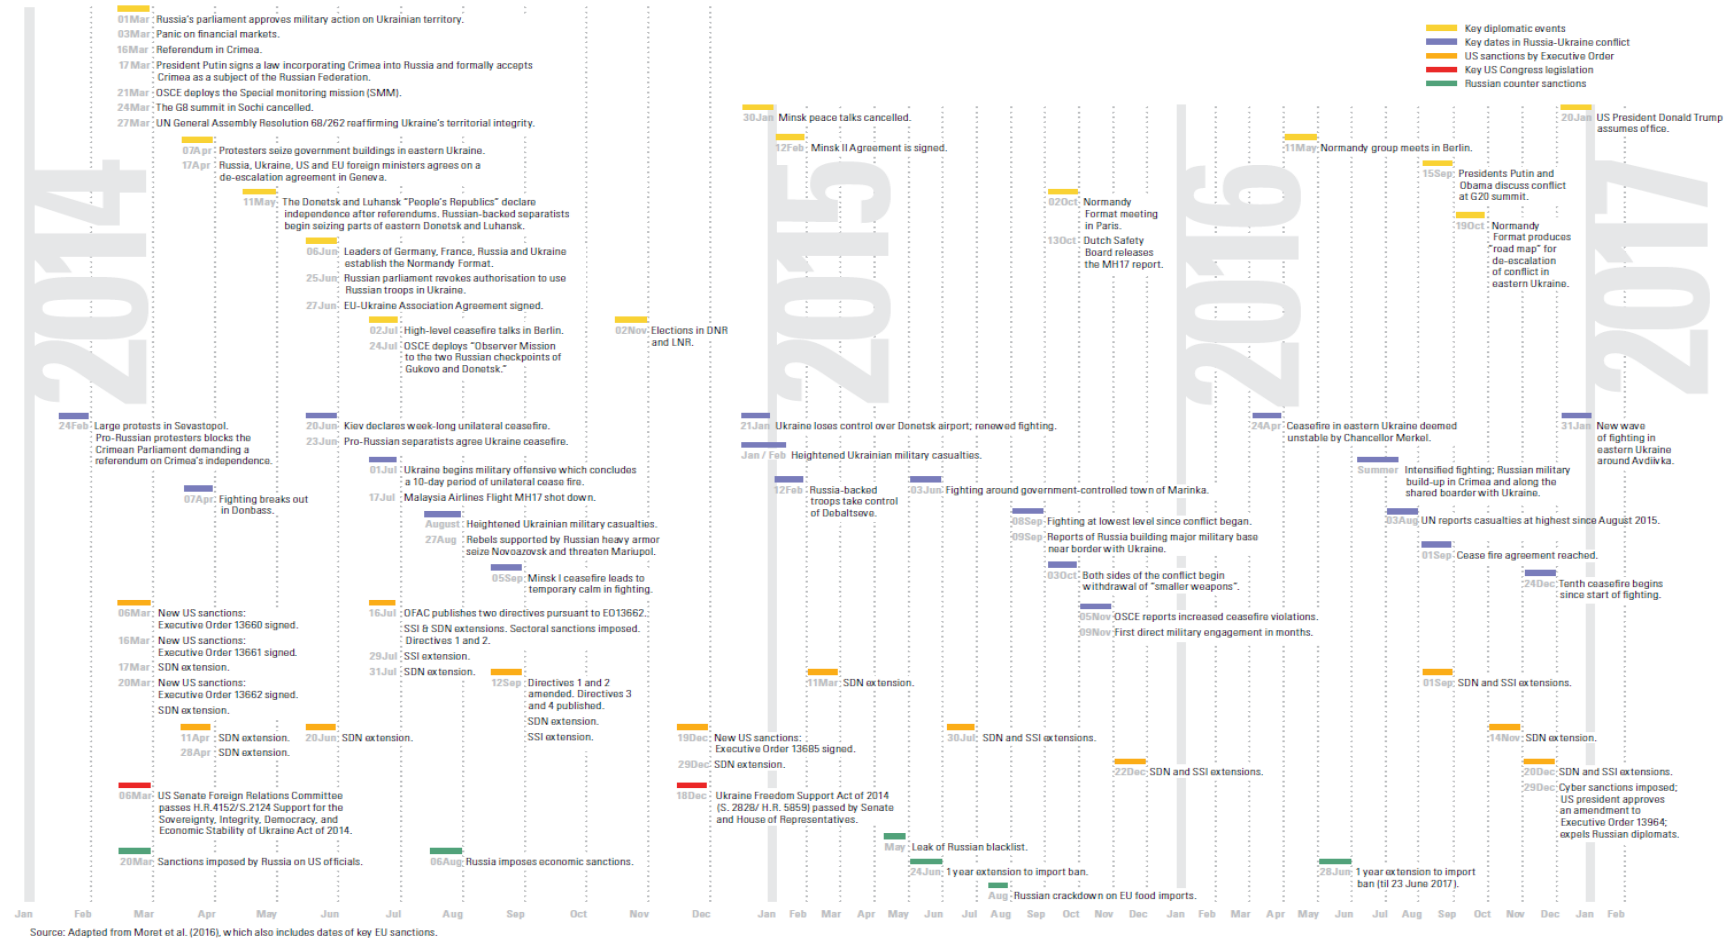 01Mar Russia's parliament approves military action on Ukrainian territory.
03Mar Panic on financial markets.
16Mar Referendum in Crimea.
17Mar President Putin signs a law incorporating Crimea into Russia and formally accepts
Crimea as a subject of the Russian Federation.
21Mar OSCE deploys the Special monitoring mission (SMM).
24Mar The G8 summit in Sochi cancelled.
27Mar UN General Assembly Resolution 68/262 reaffirming Ukraine's territorial integrity.
07Apr Protesters seize government buildings in eastern Ukraine.
17Apr Russia, Ukraine, US and EU foreign ministers agrees on a
de-escalation agreement in Geneva.
11May The Donetsk and Luhansk "People's Republics" declare
independence after referendums. Russian-backed separatists
begin seizing parts of eastern Donetsk and Luhansk.
06Jun Leaders of Germany, France, Russia and Ukraine
establish the Normandy Format.
25Jun Russian parliament revokes authorisation to use
Russian troops in Ukraine.
27Jun EU-Ukraine Association Agreement signed.
02Jul High-level ceasefire talks in Berlin.
24Jul OSCE deploys "Observer Mission
to the two Russian checkpoints of
Gukovo and Donetsk."
02Nov Elections in DNR
and LNR.
Key diplomatic events
Key dates in Russia-Ukraine conflict
US sanctions by Executive Order
Key US Congress legislation
Russian counter sanctions
30Jan Minsk peace talks cancelled.
12Feb Minsk II Agreement is signed.
02Oct Normandy
Format meeting
in Paris.
13Oct Dutch Safety
Board releases
the MH17 report.
11May Normandy group meets in Berlin.
15Sep Presidents Putin and
Obama discuss conflict
at G20 summit.
19Oct Normandy
Format produces
"road map" for
de-escalation
of conflict in
eastern Ukraine.
20Jan US President Donald Trump
assumes office.
2014
2015
2016
2017
24Feb Large protests in Sevastopol.
Pro-Russian protesters blocks the
Crimean Parliament demanding a
referendum on Crimea's independence.
07Apr Fighting breaks out
in Donbass.
20Jun Kiev declares week-long unilateral ceasefire.
23Jun Pro-Russian separatists agree Ukraine ceasefire.
01Jul Ukraine begins military offensive which concludes
a 10-day period of unilateral cease fire.
17Jul Malaysia Airlines Flight MH17 shot down.
August Heightened Ukrainian military casualties.
27Aug Rebels supported by Russian heavy armor
seize Novoazovsk and threaten Mariupol.
05Sep Minsk I ceasefire leads to
temporary calm in fighting.
21Jan Ukraine loses control over Donetsk airport; renewed fighting.
Jan / Feb Heightened Ukrainian military casualties.
12Feb Russia-backed
troops take control
of Debaltseve.
03Jun Fighting around government-controlled town of Marinka.
08Sep Fighting at lowest level since conflict began.
09Sep Reports of Russia building major military base
near border with Ukraine.
03Oct Both sides of the conflict begin
withdrawal of "smaller weapons".
05Nov OSCE reports increased ceasefire violations.
09Nov First direct military engagement in months.
24Apr Ceasefire in eastern Ukraine deemed
unstable by Chancellor Merkel.
Summer Intensified fighting; Russian military
build-up in Crimea and along the
shared boarder with Ukraine.
03Aug UN reports casualties at highest since August 2015.
01Sep Cease fire agreement reached.
24Dec Tenth ceasefire begins
since start of fighting.
31Jan New wave
of fighting in
eastern Ukraine
around Avdiivka.
06Mar New US sanctions:
Executive Order 13660 signed.
16Mar New US sanctions:
Executive Order 13661 signed.
17Mar SDN extension.
20Mar New US sanctions:
Executive Order 13662 signed.
SDN extension.
11Apr SDN extension.
28Apr SDN extension.
20Jun SDN extension.
16Jul OFAC publishes two directives pursuant to EO13662.
SSI & SDN extensions. Sectoral sanctions imposed.
Directives 1 and 2.
29Jul SSI extension.
31Jul SDN extension.
12Sep Directives 1 and 2
amended. Directives 3
and 4 published.
SDN extension.
SSI extension.
19Dec New US sanctions:
Executive Order 13685 signed.
29Dec SDN extension.
11Mar SDN extension.
30Jul SDN and SSI extensions.
22Dec SDN and SSI extensions.
01Sep SDN and SSI extensions.
14Nov SDN extension.
20Dec SDN and SSI extensions.
29Dec Cyber sanctions imposed;
US president approves
an amendment to
Executive Order 13964;
expels Russian diplomats.
06Mar US Senate Foreign Relations Committee
passes H.R.4152/S.2124 Support for the
Sovereignty, Integrity, Democracy, and
Economic Stability of Ukraine Act of 2014.
18Dec Ukraine Freedom Support Act of 2014
(S. 2828/ H.R. 5859) passed by Senate
and House of Representatives.
20Mar Sanctions imposed by Russia on US officials.
06Aug Russia imposes economic sanctions.
May Leak of Russian blacklist.
24Jun 1 year extension to import ban.
Aug Russian crackdown on EU food imports.
28Jun 1 year extension to import
ban (til 23 June 2017).
Jan Feb Mar Apr May Jun Jul Aug Sep Oct Nov Dec Jan Feb Mar Apr May Jun Jul Aug Sep Oct Nov Dec Jan Feb Mar Apr May Jun Jul Aug Sep Oct Nov Dec Jan Feb
Source: Adapted from Moret et al. (2016), which also includes dates of key EU sanctions.